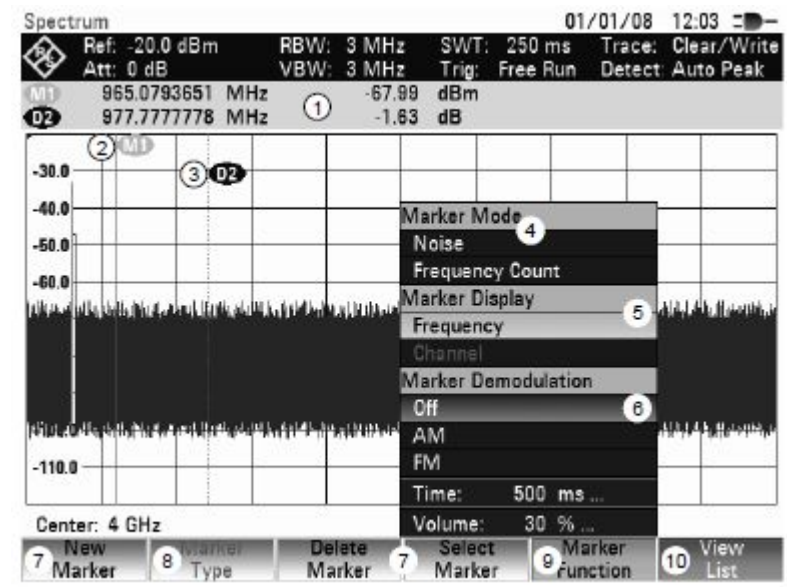 Spectrum 01/01/08 12:03
Ref: -20.0 dBm RBW: 3 MHz SWT: 250 ms Trace: Clear/Write
Att: 0 dB VBW: 3 MHz Trig: Free Run Detect: Auto Peak
M1 965.0793651 MHz -67.99 dBm
D2 977.7777778 MHz 1 -1.63 dB
2 M1
3 D2
-30.0
-40.0
-50.0
-60.0
-110.0
Marker Mode 4
Noise
Frequency Count
Marker Display
Frequency 5
Channel
Marker Demodulation
Off 6
AM
FM
Time: 500 ms ...
Volume: 30 % ...
Center: 4 GHz
7 New Marker
8 Marker Type
Delete Marker
7 Select Marker
9 Marker Function
10 View List